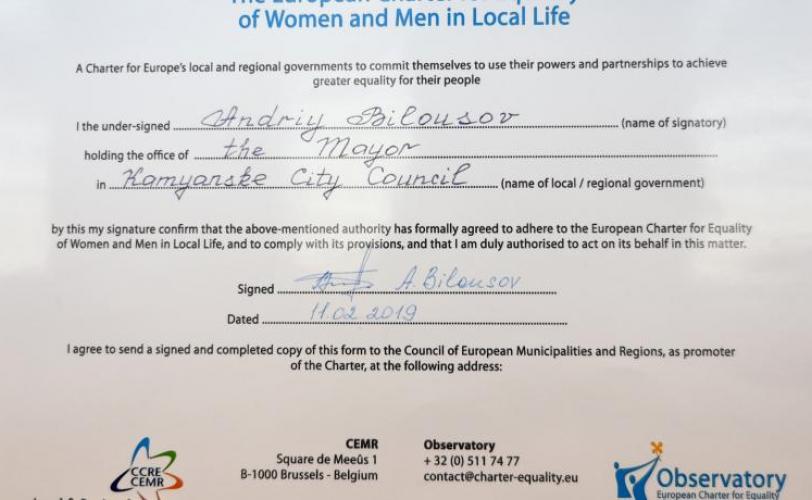 The European Charter for Equality
of Women and Men in Local Life
A Charter for Europe's local and regional governments to commit themselves to use their powers and partnerships to achieve
greater equality for their people
I the under-signed Andriy Bilousov (name of signatory)
holding the office of the Mayor
in Kamyanske City Council (name of local / regional government)
by this my signature confirm that the above-mentioned authority has formally agreed to adhere to the European Charter for Equality
of Women and Men in Local Life, and to comply with its provisions, and that I am duly authorised to act on its behalf in this matter.
Signed A. Bilousov
Dated 11.02 2019
I agree to send a signed and completed copy of this form to the Council of European Municipalities and Regions, as promoter
of the Charter, at the following address:
CCRE
CEMR
CEMR
Square de Meeûs 1
B-1000 Brussels - Belgium
Observatory
+ 32 (0) 511 74 77
contact@charter-equality.eu
Observatory
European Charter for Equality